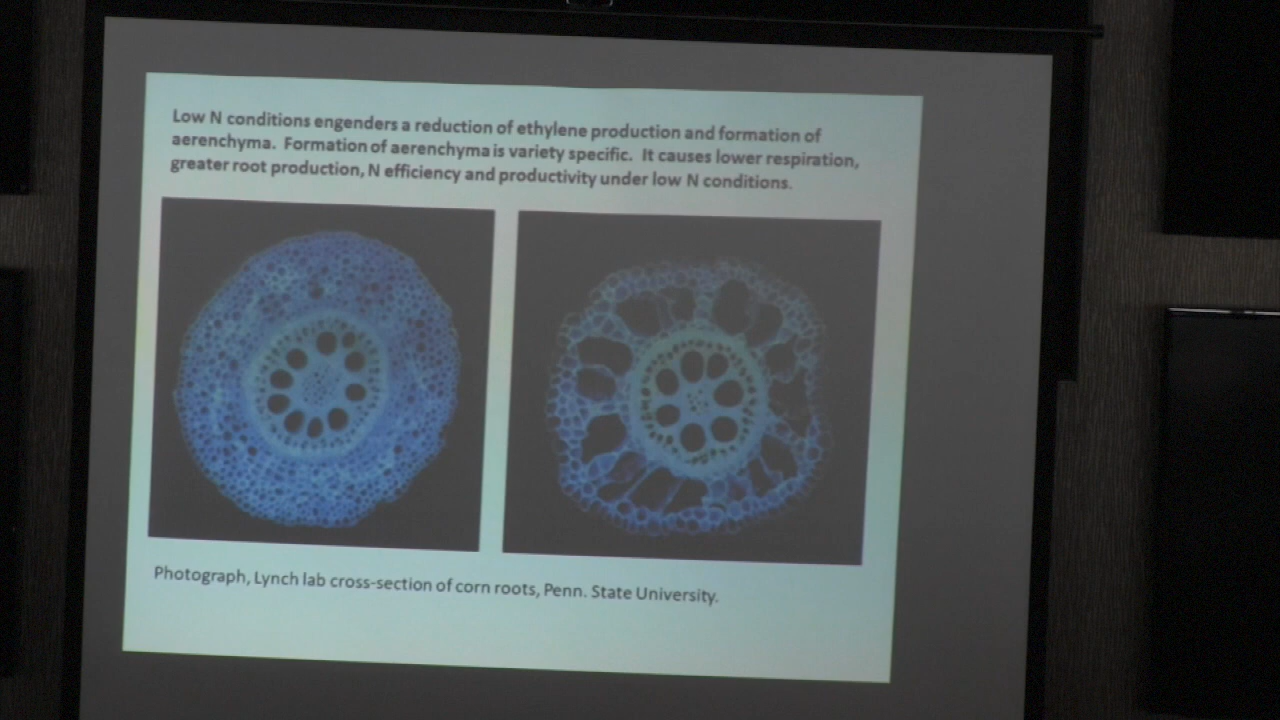 Low N conditions engenders a reduction of ethylene production and formation of
aerenchyma. Formation of aerenchyma is variety specific. It causes lower respiration,
greater root production, N efficiency and productivity under low N conditions.
Photograph, Lynch lab cross-section of corn roots, Penn. State University.